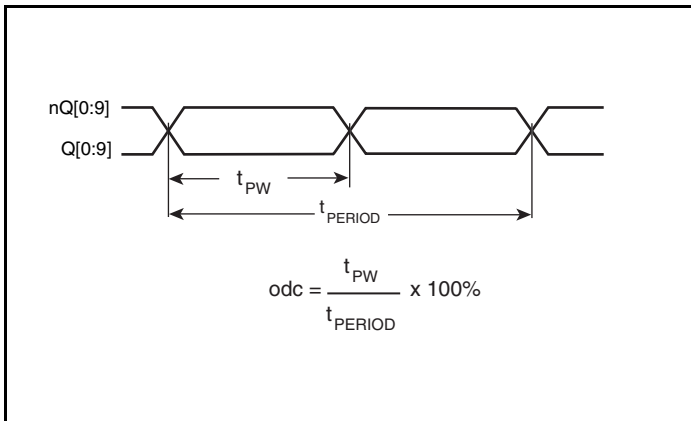 nQ[0:9]
Q[0:9]
tPW
tPERIOD
odc = tPW / tPERIOD x 100%